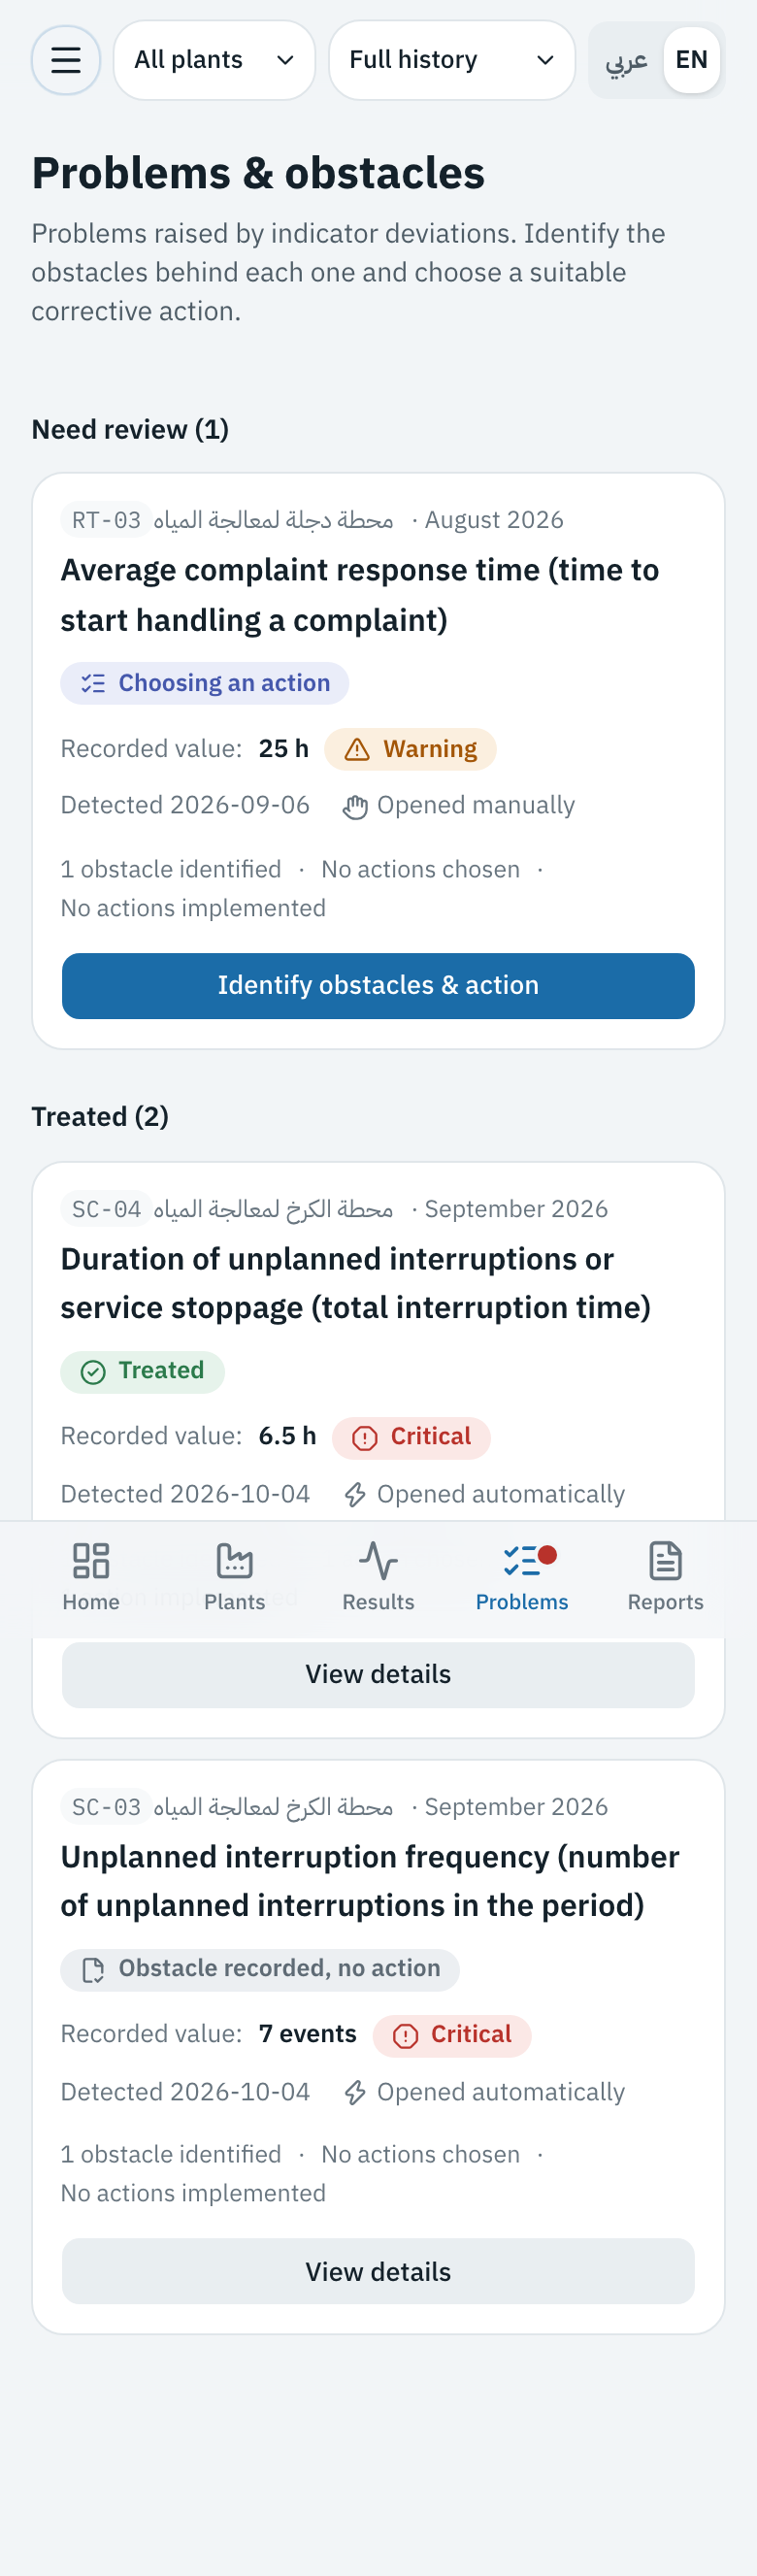 All plants
Full history
عربي
EN
Problems & obstacles
Problems raised by indicator deviations. Identify the
obstacles behind each one and choose a suitable
corrective action.
Need review (1)
RT-03 محطة دجلة لمعالجة المياه · August 2026
Average complaint response time (time to
start handling a complaint)
Choosing an action
Recorded value: 25 h Warning
Detected 2026-09-06 Opened manually
1 obstacle identified · No actions chosen ·
No actions implemented
Identify obstacles & action
Treated (2)
SC-04 محطة الكرخ لمعالجة المياه · September 2026
Duration of unplanned interruptions or
service stoppage (total interruption time)
Treated
Recorded value: 6.5 h Critical
Detected 2026-10-04 Opened automatically
Home
Plants
Results
Problems
Reports
View details
SC-03 محطة الكرخ لمعالجة المياه · September 2026
Unplanned interruption frequency (number
of unplanned interruptions in the period)
Obstacle recorded, no action
Recorded value: 7 events Critical
Detected 2026-10-04 Opened automatically
1 obstacle identified · No actions chosen ·
No actions implemented
View details